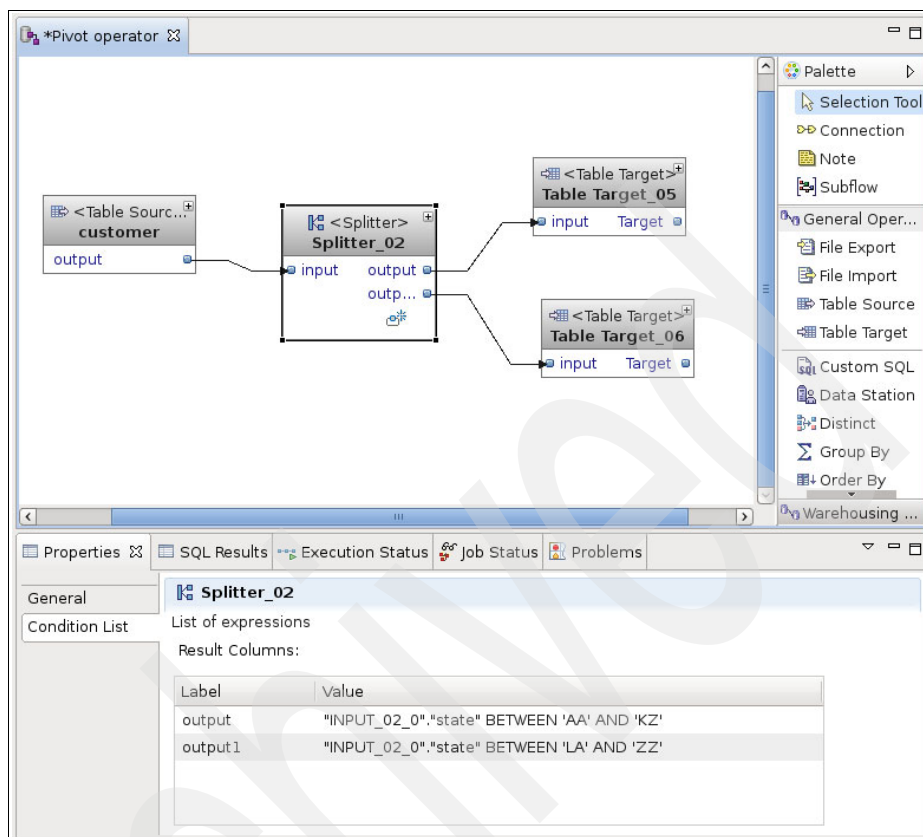 *Pivot operator
Palette
Selection Tool
Connection
Note
Subflow
General Oper...
File Export
File Import
Table Source
Table Target
Custom SQL
Data Station
Distinct
Group By
Order By
Warehousing ...
<Table Sourc...
customer
output
<Splitter>
Splitter_02
input output
outp...
<Table Target>
Table Target_05
input Target
<Table Target>
Table Target_06
input Target
Properties SQL Results Execution Status Job Status Problems
General
Condition List
Splitter_02
List of expressions
Result Columns:
Label Value
output "INPUT_02_0"."state" BETWEEN 'AA' AND 'KZ'
output1 "INPUT_02_0"."state" BETWEEN 'LA' AND 'ZZ'